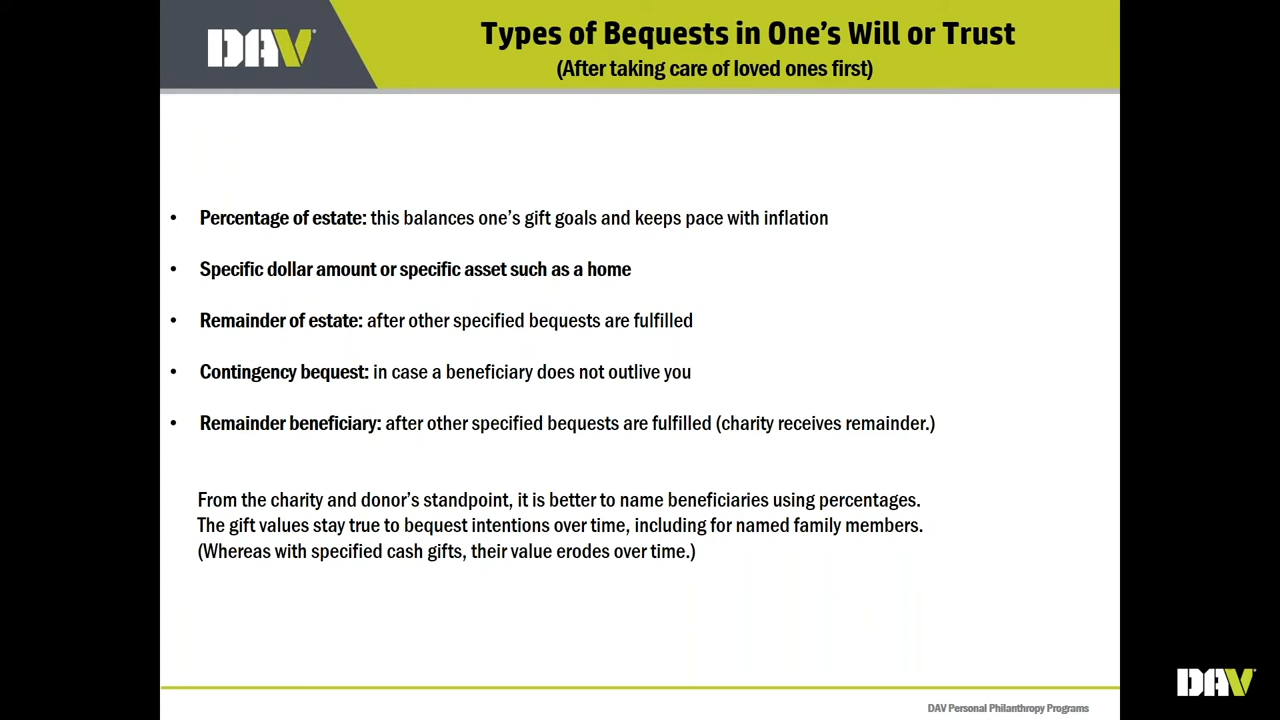 DAV
Types of Bequests in One's Will or Trust
(After taking care of loved ones first)
• Percentage of estate: this balances one's gift goals and keeps pace with inflation
• Specific dollar amount or specific asset such as a home
• Remainder of estate: after other specified bequests are fulfilled
• Contingency bequest: in case a beneficiary does not outlive you
• Remainder beneficiary: after other specified bequests are fulfilled (charity receives remainder.)
From the charity and donor's standpoint, it is better to name beneficiaries using percentages.
The gift values stay true to bequest intentions over time, including for named family members.
(Whereas with specified cash gifts, their value erodes over time.)
DAV
DAV Personal Philanthropy Programs